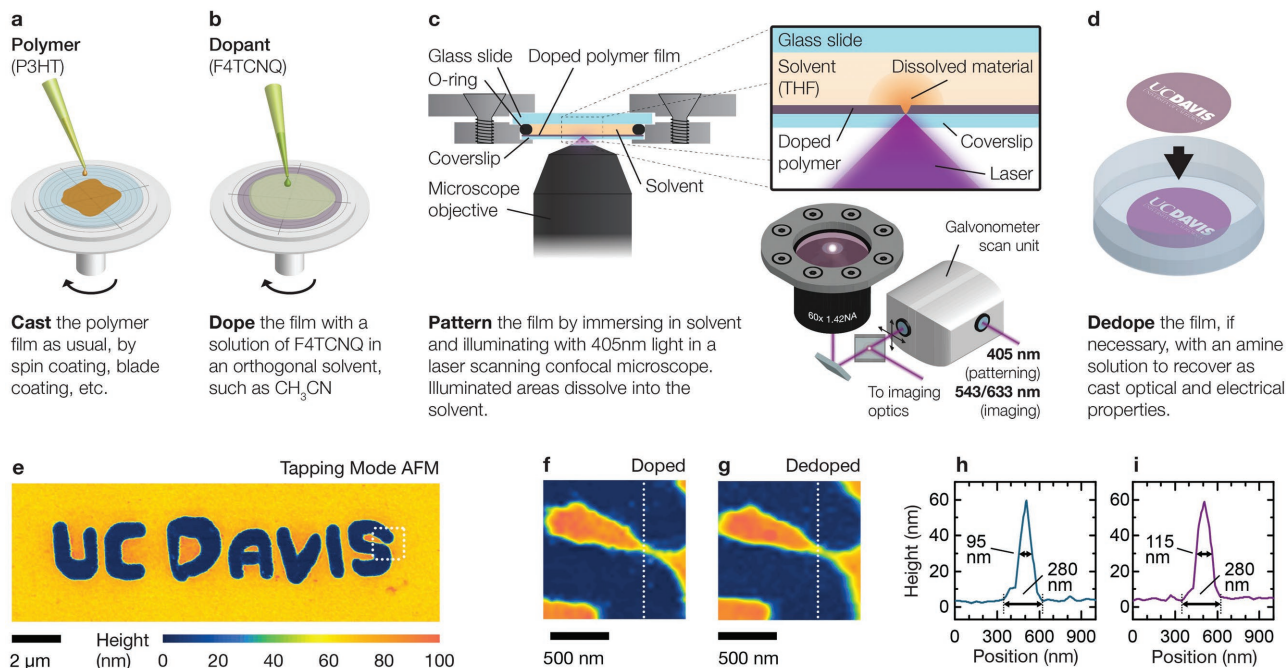 a
Polymer
(P3HT)
Cast the polymer
film as usual, by
spin coating, blade
coating, etc.
b
Dopant
(F4TCNQ)
Dope the film with a
solution of F4TCNQ in
an orthogonal solvent,
such as CH₃CN
c
Glass slide
O-ring
Doped polymer film
Coverslip
Microscope
objective
Solvent
Glass slide
Solvent
(THF)
Dissolved material
Doped
polymer
Coverslip
Laser
Galvonometer
scan unit
60x 1.42NA
To imaging
optics
405 nm
(patterning)
543/633 nm
(imaging)
Pattern the film by immersing in solvent
and illuminating with 405nm light in a
laser scanning confocal microscope.
Illuminated areas dissolve into the
solvent.
d
UC DAVIS
UC DAVIS
Dedope the film, if
necessary, with an amine
solution to recover as
cast optical and electrical
properties.
e
Tapping Mode AFM
UC DAVIS
2 µm
Height
(nm)
0 20 40 60 80 100
f
Doped
500 nm
g
Dedoped
500 nm
h
Height (nm)
60
40
20
0
95
nm
280
nm
0 300 600 900
Position (nm)
i
60
40
20
0
115
nm
280
nm
0 300 600 900
Position (nm)